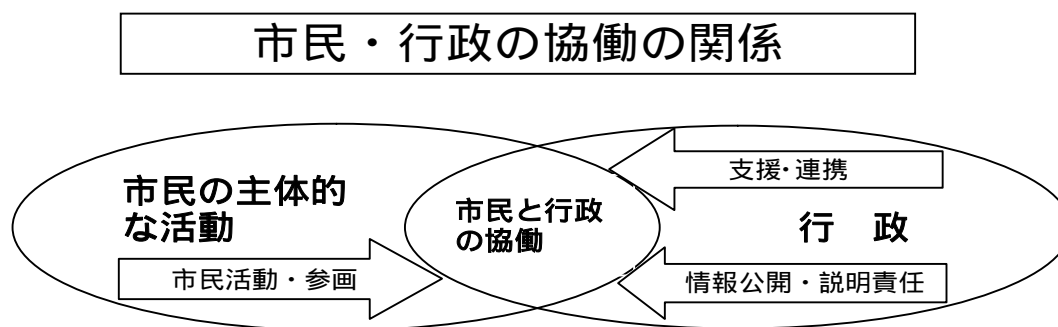 市民・行政の協働の関係
市民の主体的
な活動
市民活動・参画
市民と行政
の協働
支援・連携
行　政
情報公開・説明責任